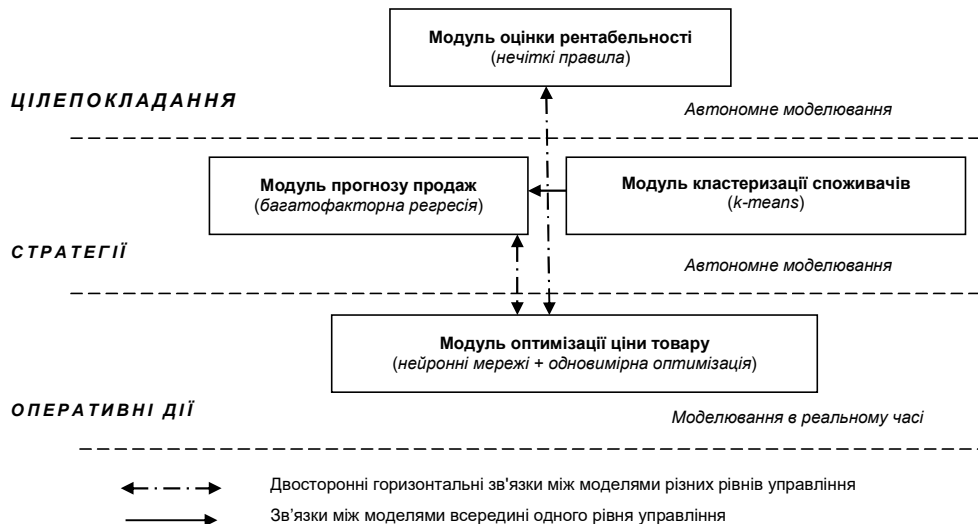 Модуль оцінки рентабельності
(нечіткі правила)
ЦІЛЕПОКЛАДАННЯ
Автономне моделювання
Модуль прогнозу продаж
(багатофакторна регресія)
Модуль кластеризації споживачів
(k-means)
СТРАТЕГІЇ
Автономне моделювання
Модуль оптимізації ціни товару
(нейронні мережі + одновимірна оптимізація)
ОПЕРАТИВНІ ДІЇ
Моделювання в реальному часі
Двосторонні горизонтальні зв'язки між моделями різних рівнів управління
Зв’язки між моделями всередині одного рівня управління